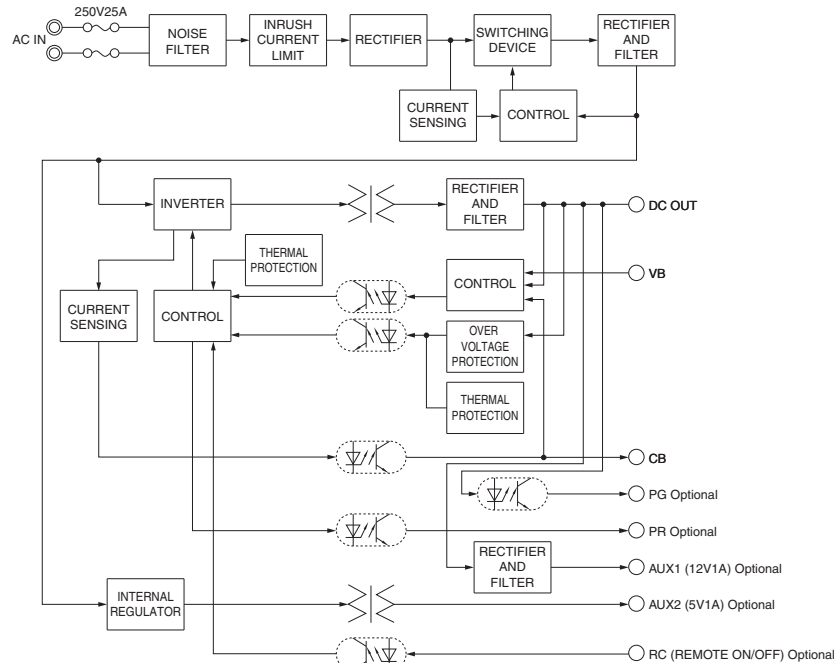 250V25A
AC IN
NOISE
FILTER
INRUSH
CURRENT
LIMIT
RECTIFIER
SWITCHING
DEVICE
RECTIFIER
AND
FILTER
CURRENT
SENSING
CONTROL
INVERTER
RECTIFIER
AND
FILTER
DC OUT
THERMAL
PROTECTION
CONTROL
VB
CURRENT
SENSING
CONTROL
OVER
VOLTAGE
PROTECTION
THERMAL
PROTECTION
CB
PG Optional
PR Optional
RECTIFIER
AND
FILTER
AUX1 (12V1A) Optional
INTERNAL
REGULATOR
AUX2 (5V1A) Optional
RC (REMOTE ON/OFF) Optional